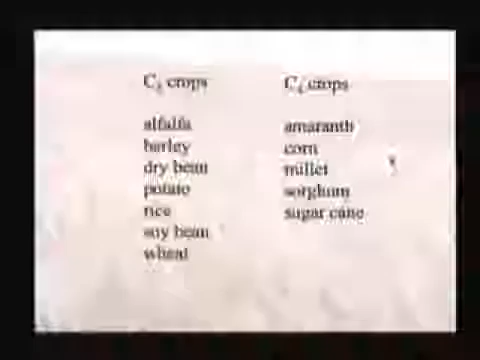 C₃ crops
alfalfa
barley
dry bean
potato
rice
soy bean
wheat
C₄ crops
amaranth
corn
millet
sorghum
sugar cane